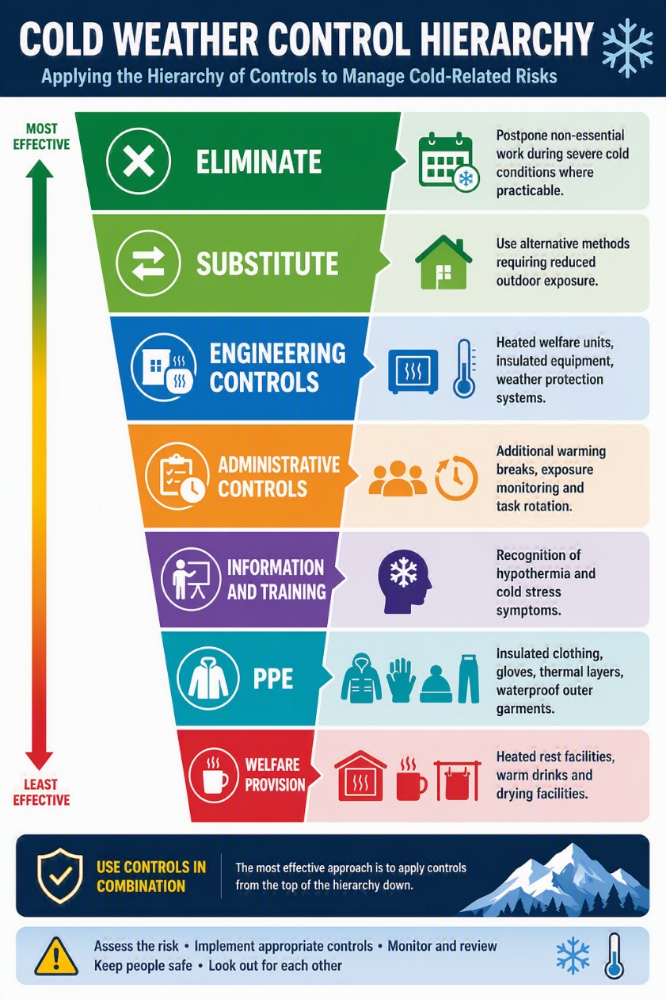 COLD WEATHER CONTROL HIERARCHY
Applying the Hierarchy of Controls to Manage Cold-Related Risks
MOST
EFFECTIVE
ELIMINATE
Postpone non-essential
work during severe cold
conditions where
practicable.
SUBSTITUTE
Use alternative methods
requiring reduced
outdoor exposure.
ENGINEERING
CONTROLS
Heated welfare units,
insulated equipment,
weather protection
systems.
ADMINISTRATIVE
CONTROLS
Additional warming
breaks, exposure
monitoring and
task rotation.
INFORMATION
AND TRAINING
Recognition of
hypothermia and
cold stress
symptoms.
PPE
Insulated clothing,
gloves, thermal layers,
waterproof outer
garments.
WELFARE
PROVISION
Heated rest facilities,
warm drinks and
drying facilities.
LEAST
EFFECTIVE
USE CONTROLS IN
COMBINATION
The most effective approach is to apply controls
from the top of the hierarchy down.
Assess the risk • Implement appropriate controls • Monitor and review
Keep people safe • Look out for each other